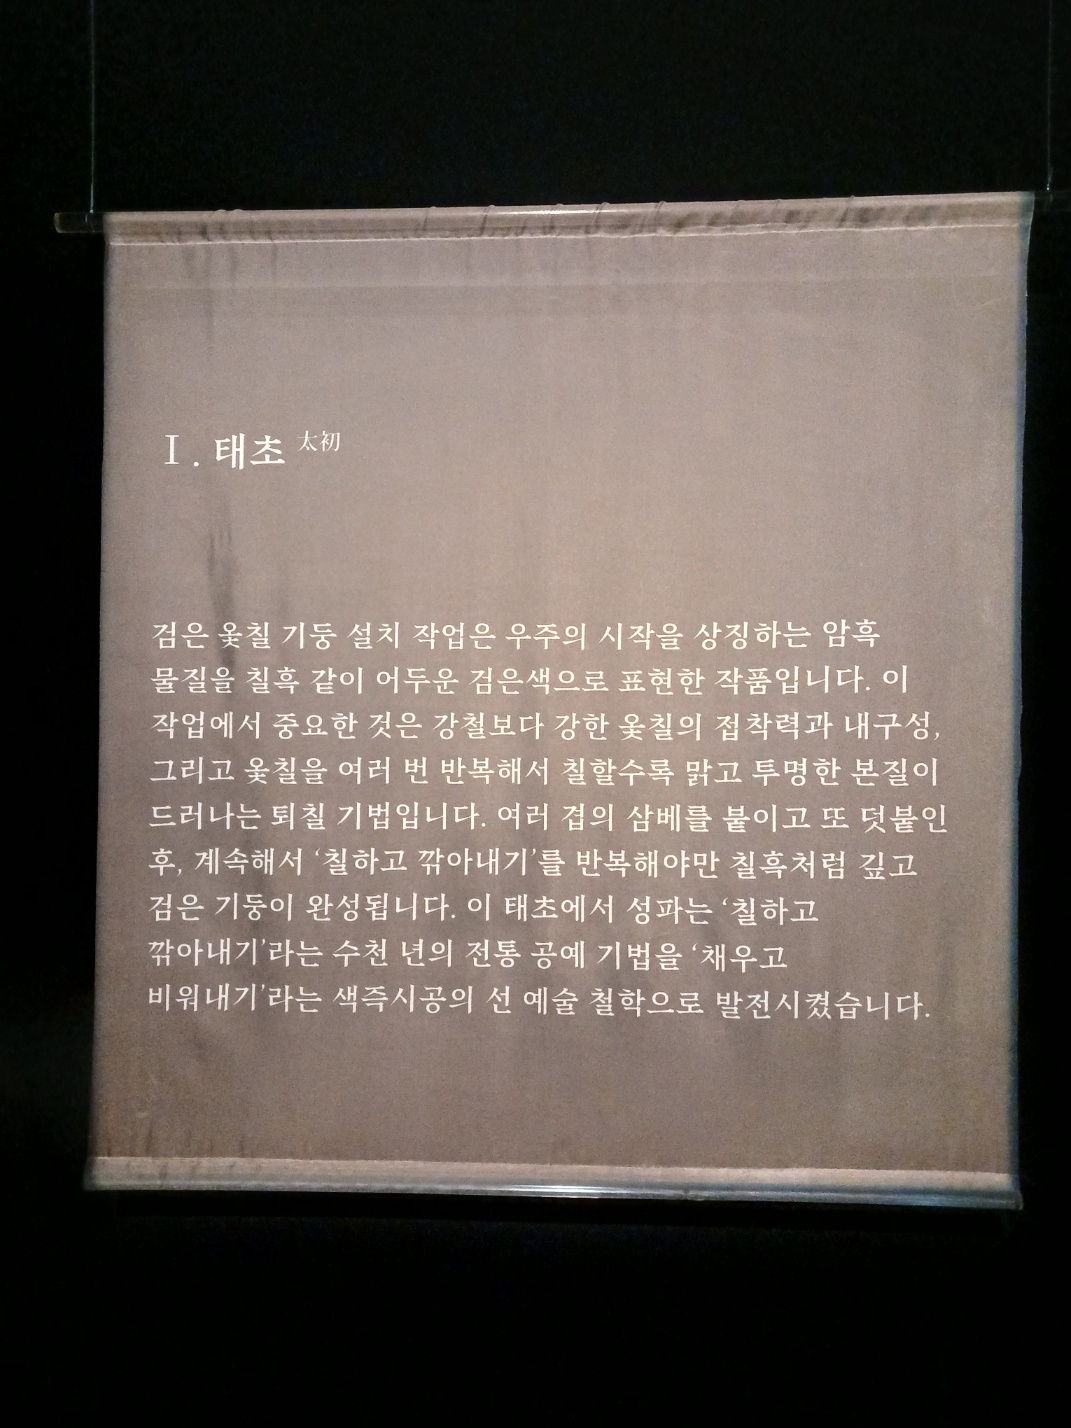 Ⅰ. 태초 太初
검은 옻칠 기둥 설치 작업은 우주의 시작을 상징하는 암흑
물질을 칠흑 같이 어두운 검은색으로 표현한 작품입니다. 이
작업에서 중요한 것은 강철보다 강한 옻칠의 접착력과 내구성,
그리고 옻칠을 여러 번 반복해서 칠할수록 맑고 투명한 본질이
드러나는 퇴칠 기법입니다. 여러 겹의 삼베를 붙이고 또 덧붙인
후, 계속해서 ‘칠하고 깎아내기’를 반복해야만 칠흑처럼 깊고
검은 기둥이 완성됩니다. 이 태초에서 성파는 ‘칠하고
깎아내기’라는 수천 년의 전통 공예 기법을 ‘채우고
비워내기’라는 색즉시공의 선 예술 철학으로 발전시켰습니다.